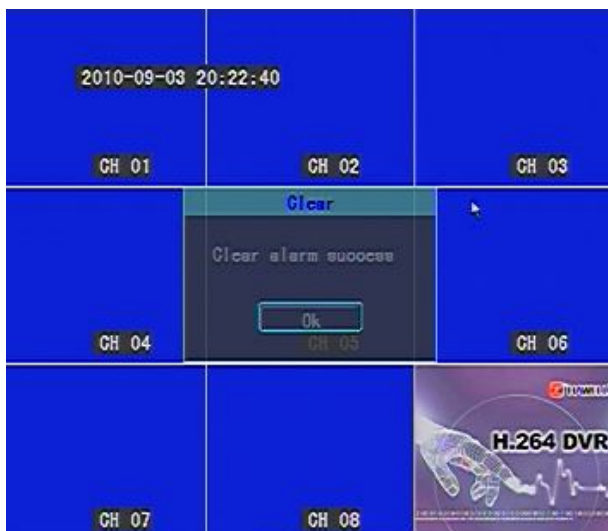 2010-09-03 20:22:40
CH 01
CH 02
CH 03
Clear
Clear alarm success
Ok
CH 04
CH 05
CH 06
H.264 DVR
CH 07
CH 08